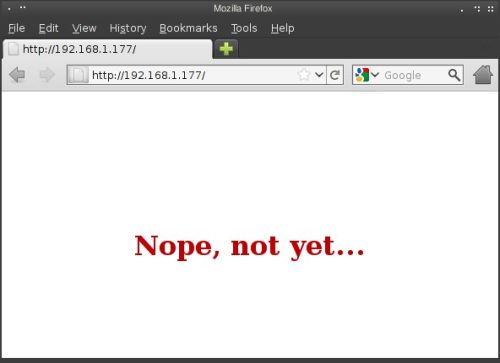 Mozilla Firefox
File Edit View History Bookmarks Tools Help
http://192.168.1.177/
http://192.168.1.177/ Google
Nope, not yet...